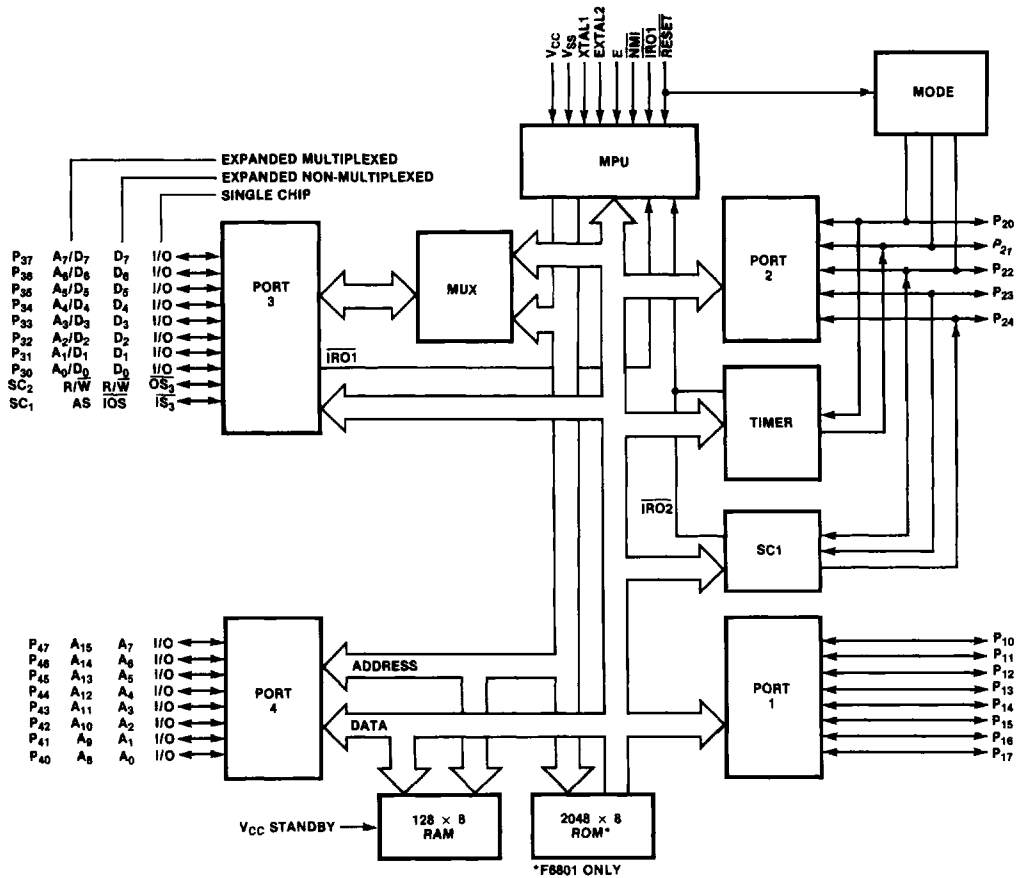 VCC
VSS
XTAL1
EXTAL2
E
NMI
IRO1
RESET
MODE
MPU
EXPANDED MULTIPLEXED
EXPANDED NON-MULTIPLEXED
SINGLE CHIP
P37 A7/D7 D7 I/O
P36 A6/D6 D6 I/O
P35 A5/D5 D5 I/O
P34 A4/D4 D4 I/O
P33 A3/D3 D3 I/O
P32 A2/D2 D2 I/O
P31 A1/D1 D1 I/O
P30 A0/D0 D0 I/O
SC2 R/W R/W OS3
SC1 AS IOS IS3
PORT
3
MUX
IRO1
PORT
2
P20
P21
P22
P23
P24
TIMER
IRO2
SC1
P47 A15 A7 I/O
P46 A14 A6 I/O
P45 A13 A5 I/O
P44 A12 A4 I/O
P43 A11 A3 I/O
P42 A10 A2 I/O
P41 A9 A1 I/O
P40 A8 A0 I/O
PORT
4
ADDRESS
DATA
PORT
1
P10
P11
P12
P13
P14
P15
P16
P17
VCC STANDBY
128 × 8
RAM
2048 × 8
ROM*
*F6801 ONLY